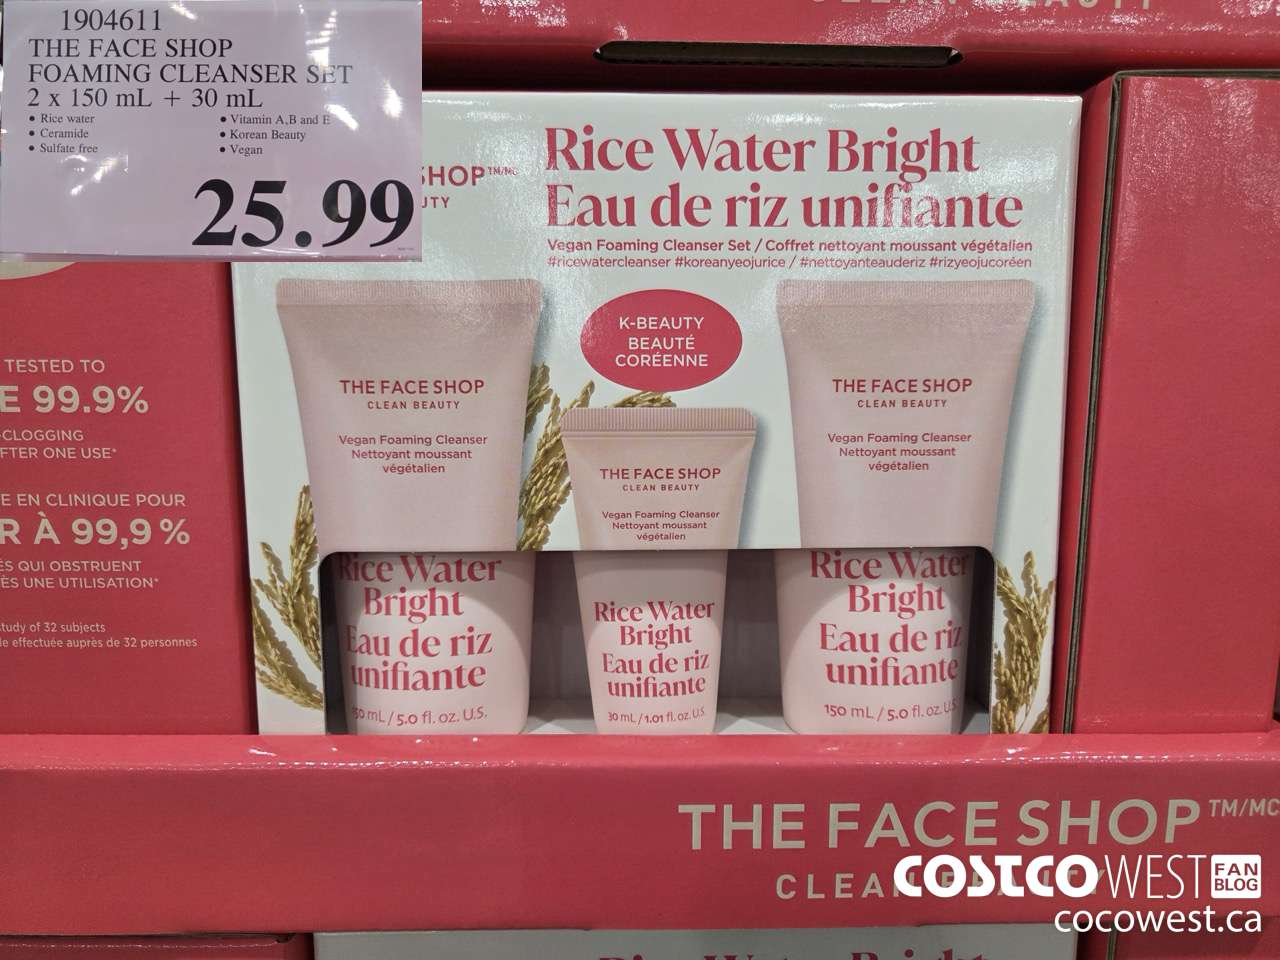 CLEAN BEAUTY
1904611
THE FACE SHOP
FOAMING CLEANSER SET
2 x 150 mL + 30 mL
• Rice water
• Ceramide
• Sulfate free
• Vitamin A,B and E
• Korean Beauty
• Vegan
25.99
SHOP™/MC
UTY
Rice Water Bright
Eau de riz unifiante
Vegan Foaming Cleanser Set / Coffret nettoyant moussant végétalien
#ricewatercleanser #koreanyeojurice / #nettoyanteauderiz #rizyeojucoréen
K-BEAUTY
BEAUTÉ
CORÉENNE
TESTED TO
E 99.9%
-CLOGGING
FTER ONE USE*
E EN CLINIQUE POUR
R À 99,9 %
ÉS QUI OBSTRUENT
ÈS UNE UTILISATION*
tudy of 32 subjects
le effectuée auprès de 32 personnes
THE FACE SHOP
CLEAN BEAUTY
Vegan Foaming Cleanser
Nettoyant moussant
végétalien
Rice Water
Bright
Eau de riz
unifiante
50 mL / 5.0 fl. oz. U.S.
THE FACE SHOP
CLEAN BEAUTY
Vegan Foaming Cleanser
Nettoyant moussant
végétalien
Rice Water
Bright
Eau de riz
unifiante
30 mL / 1.01 fl. oz. U.S.
THE FACE SHOP
CLEAN BEAUTY
Vegan Foaming Cleanser
Nettoyant moussant
végétalien
Rice Water
Bright
Eau de riz
unifiante
150 mL / 5.0 fl. oz. U.S.
THE FACE SHOP™/MC
CLEAN BEAUTY
COSTCO WEST FAN BLOG
cocowest.ca
Rice Water Bright